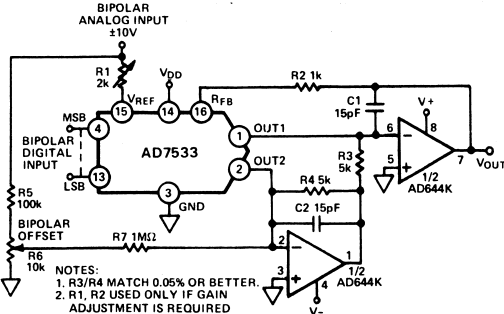 BIPOLAR
ANALOG INPUT
±10V
R1
2k
VDD
R2 1k
C1
15pF
V+
VREF
RFB
15
14
16
MSB
4
BIPOLAR
DIGITAL
INPUT
LSB
13
AD7533
1
OUT1
2
OUT2
3
GND
6
8
5
7
VOUT
1/2
AD644K
R3
5k
R4 5k
C2 15pF
R5
100k
BIPOLAR
OFFSET
R6
10k
R7 1MΩ
2
3
1
4
1/2
AD644K
V–
NOTES:
1. R3/R4 MATCH 0.05% OR BETTER.
2. R1, R2 USED ONLY IF GAIN
ADJUSTMENT IS REQUIRED